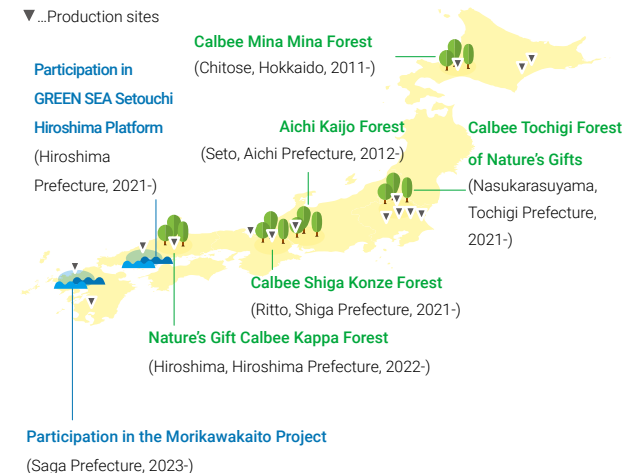 ▼...Production sites
Calbee Mina Mina Forest
(Chitose, Hokkaido, 2011-)
Participation in
GREEN SEA Setouchi
Hiroshima Platform
(Hiroshima
Prefecture, 2021-)
Aichi Kaijo Forest
(Seto, Aichi Prefecture, 2012-)
Calbee Tochigi Forest
of Nature's Gifts
(Nasukarasuyama,
Tochigi Prefecture,
2021-)
Calbee Shiga Konze Forest
(Ritto, Shiga Prefecture, 2021-)
Nature's Gift Calbee Kappa Forest
(Hiroshima, Hiroshima Prefecture, 2022-)
Participation in the Morikawakaito Project
(Saga Prefecture, 2023-)